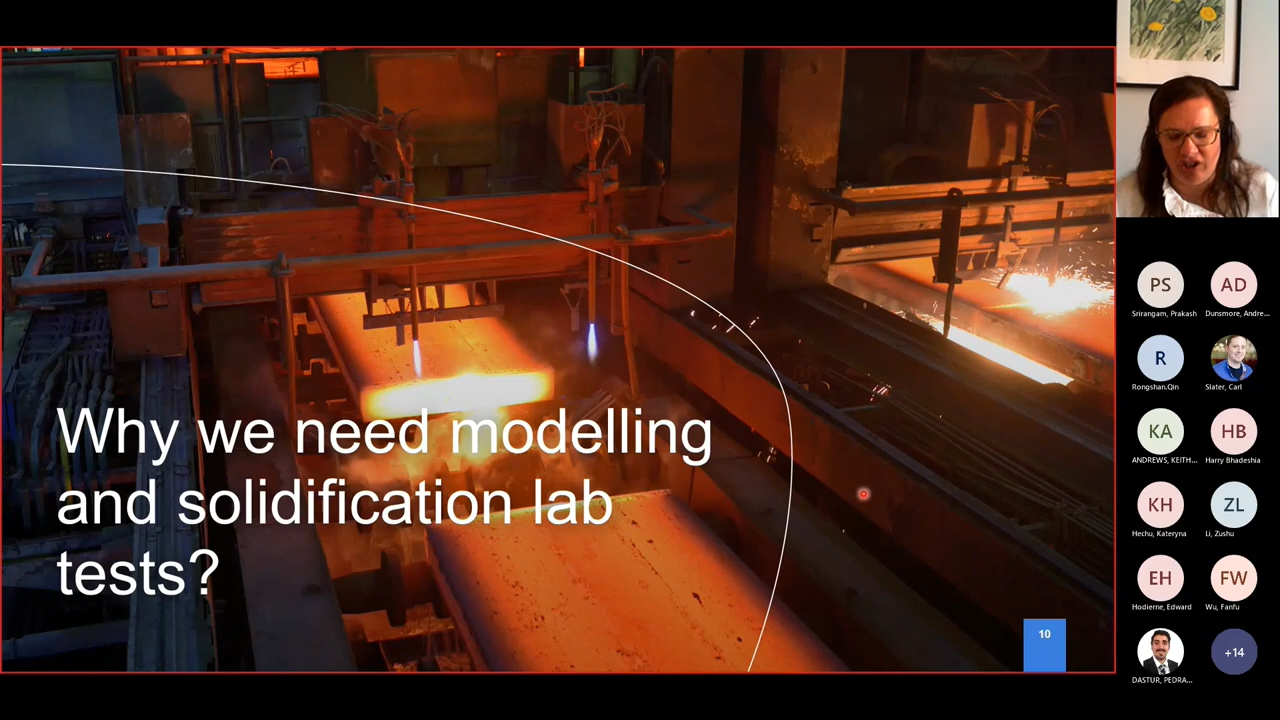 Why we need modelling
and solidification lab
tests?
10
PS
AD
Srirangam, Prakash
Dunsmore, Andre...
R
Rongshan.Qin
Slater, Carl
KA
HB
ANDREWS, KEITH...
Harry Bhadeshia
KH
ZL
Hechu, Kateryna
Li, Zushu
EH
FW
Hodierne, Edward
Wu, Fanfu
+14
DASTUR, PEDRA...